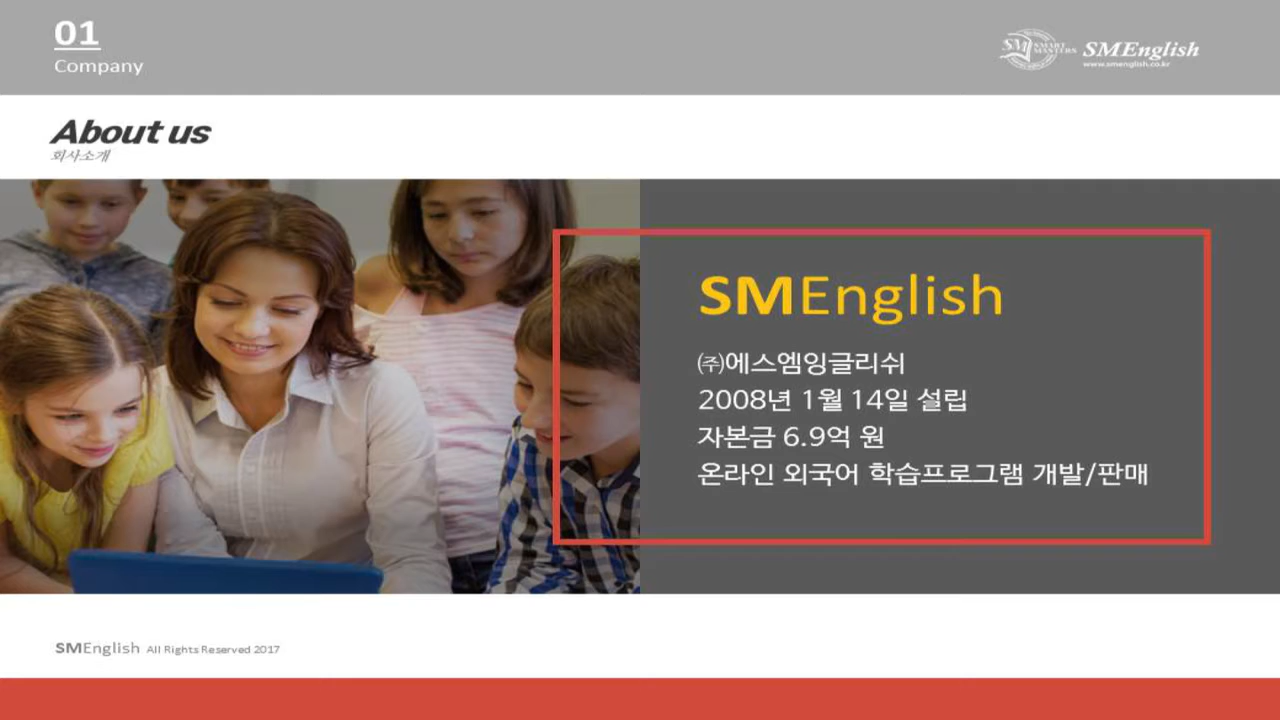 01
Company
SM SMART MASTERS SMEnglish
www.smenglish.co.kr
About us
회사소개
SMEnglish
㈜에스엠잉글리쉬
2008년 1월 14일 설립
자본금 6.9억 원
온라인 외국어 학습프로그램 개발/판매
SMEnglish All Rights Reserved 2017